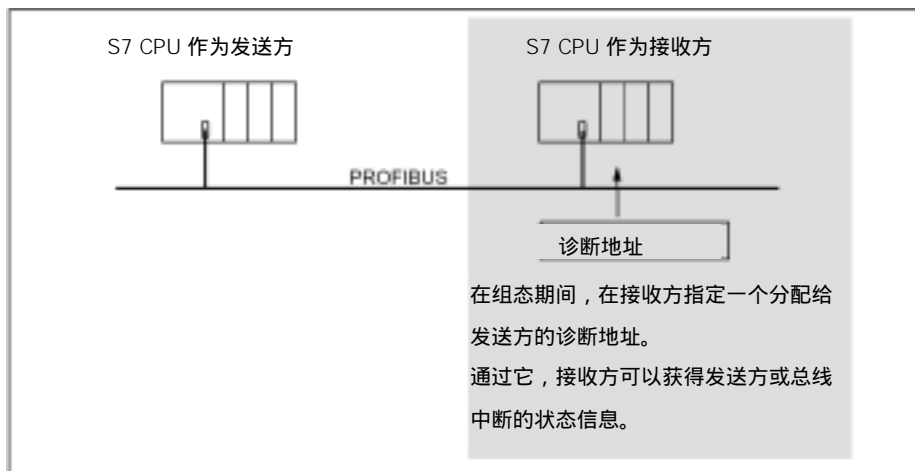 S7 CPU 作为发送方
S7 CPU 作为接收方
PROFIBUS
诊断地址
在组态期间，在接收方指定一个分配给
发送方的诊断地址。
通过它，接收方可以获得发送方或总线
中断的状态信息。